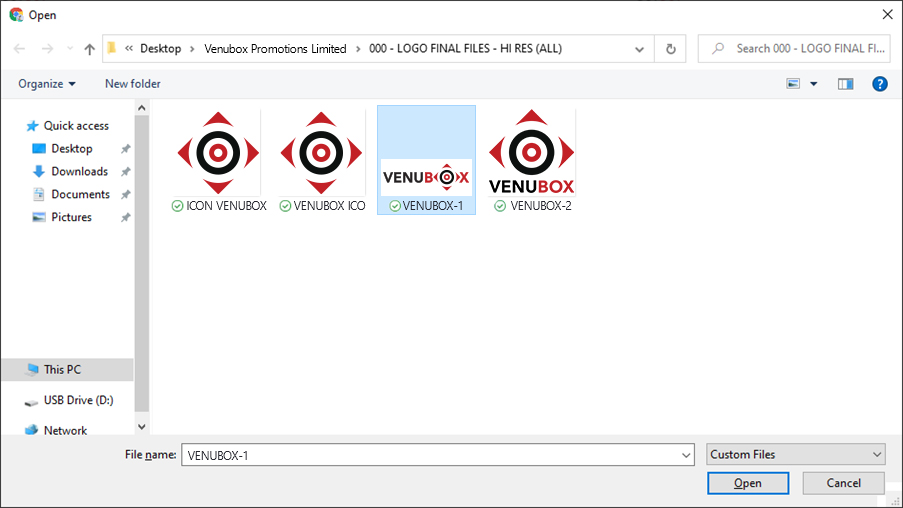 Open
« Desktop > Venubox Promotions Limited > 000 - LOGO FINAL FILES - HI RES (ALL)
Search 000 - LOGO FINAL FI...
Organize
New folder
Quick access
Desktop
Downloads
Documents
Pictures
This PC
USB Drive (D:)
Network
VENUBOX
VENUBOX
ICON VENUBOX
VENUBOX ICO
VENUBOX-1
VENUBOX-2
File name:
VENUBOX-1
Custom Files
Open
Cancel